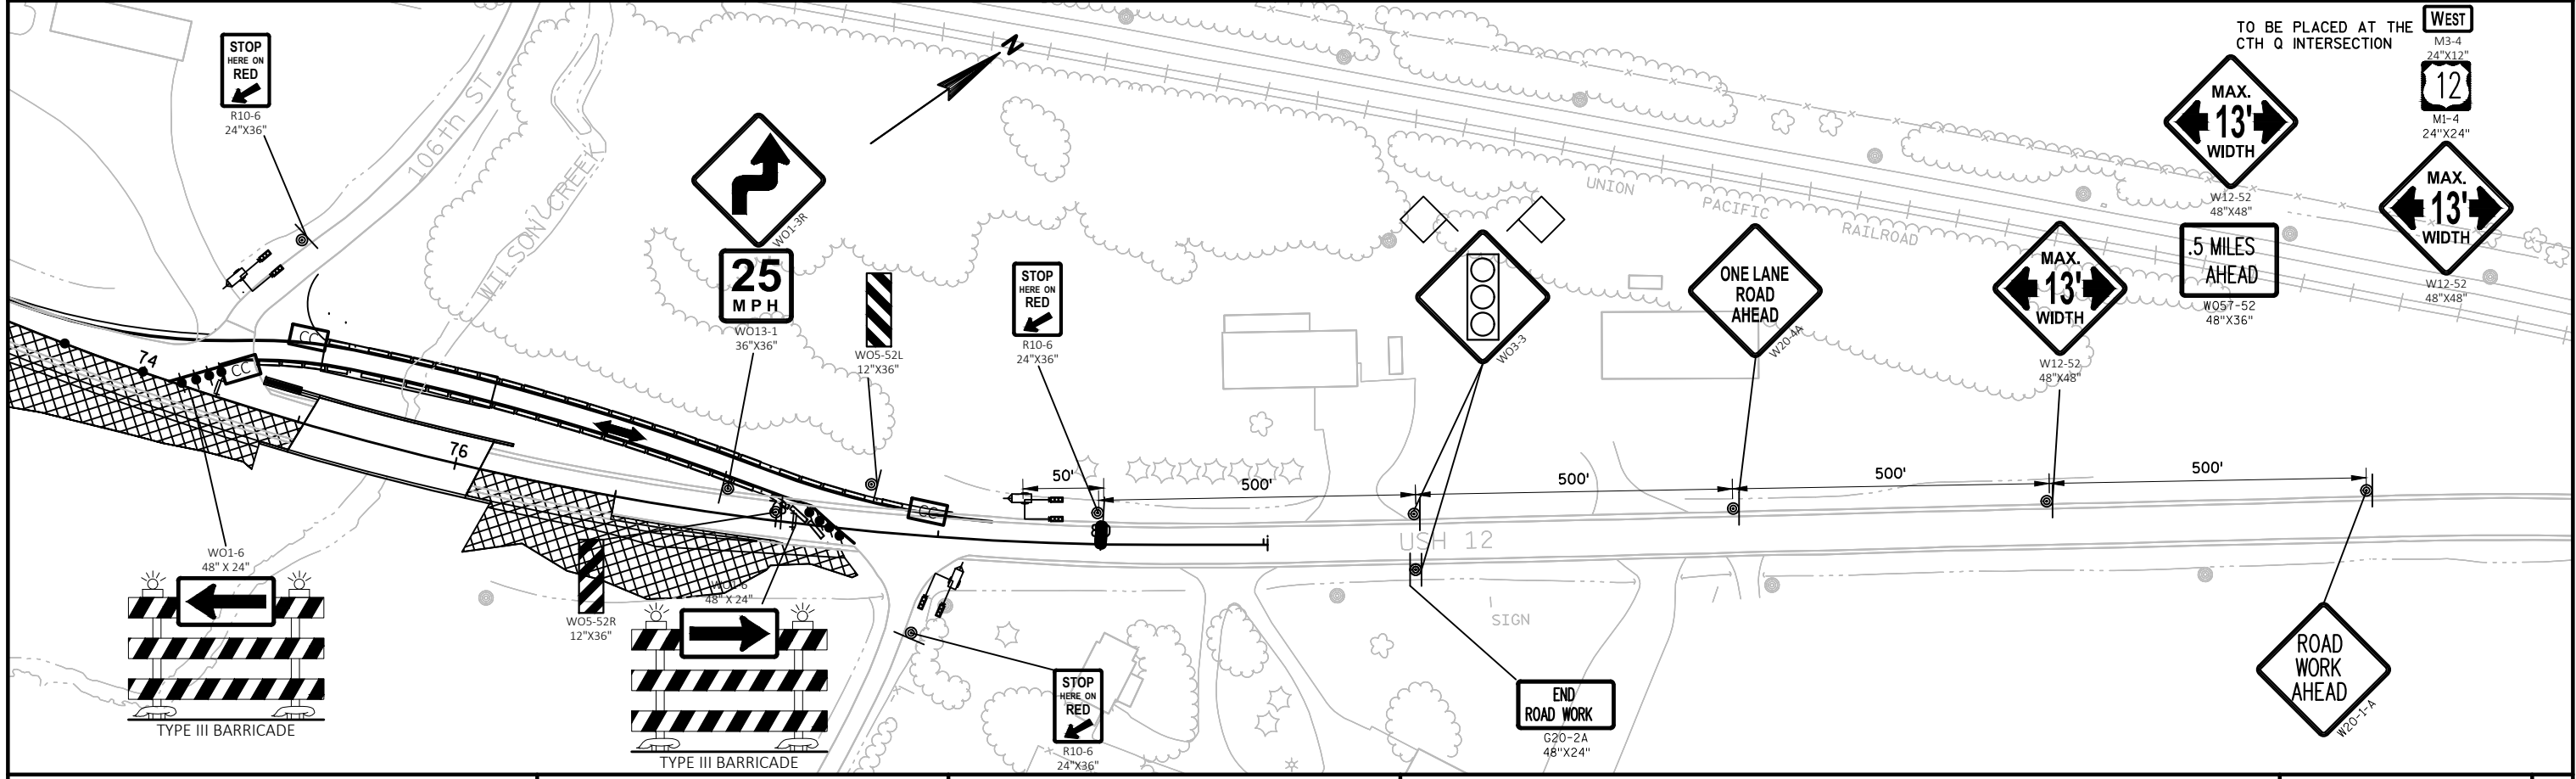 TO BE PLACED AT THE
CTH Q INTERSECTION
WEST
M3-4
24"X12"
12
M1-4
24"X24"
MAX.
13'
WIDTH
W12-52
48"X48"
MAX.
13'
WIDTH
W12-52
48"X48"
.5 MILES
AHEAD
WO57-52
48"X36"
STOP
HERE ON
RED
R10-6
24"X36"
106th ST.
WILSON CREEK
N
WO1-3R
25
MPH
WO13-1
36"X36"
WO5-52L
12"X36"
STOP
HERE ON
RED
R10-6
24"X36"
WO3-3
ONE LANE
ROAD
AHEAD
W20-4A
MAX.
13'
WIDTH
W12-52
48"X48"
UNION
PACIFIC
RAILROAD
CC
CC
CC
74
76
50'
500'
500'
500'
500'
USH 12
SIGN
WO1-6
48" X 24"
TYPE III BARRICADE
WO5-52R
12"X36"
WO1-6
48" X 24"
TYPE III BARRICADE
STOP
HERE ON
RED
R10-6
24"X36"
END
ROAD WORK
G20-2A
48"X24"
ROAD
WORK
AHEAD
W20-1-A